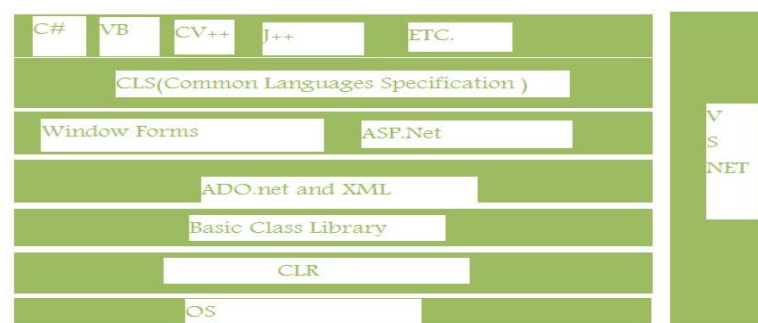 C# VB CV++ J++ ETC.
CLS(Common Languages Specification )
Window Forms ASP.Net
ADO.net and XML
Basic Class Library
CLR
OS
V
S
NET